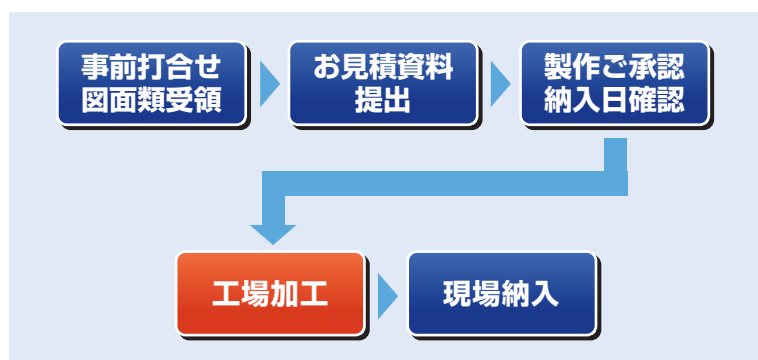 事前打合せ
図面類受領
お見積資料
提出
製作ご承認
納入日確認
工場加工
現場納入